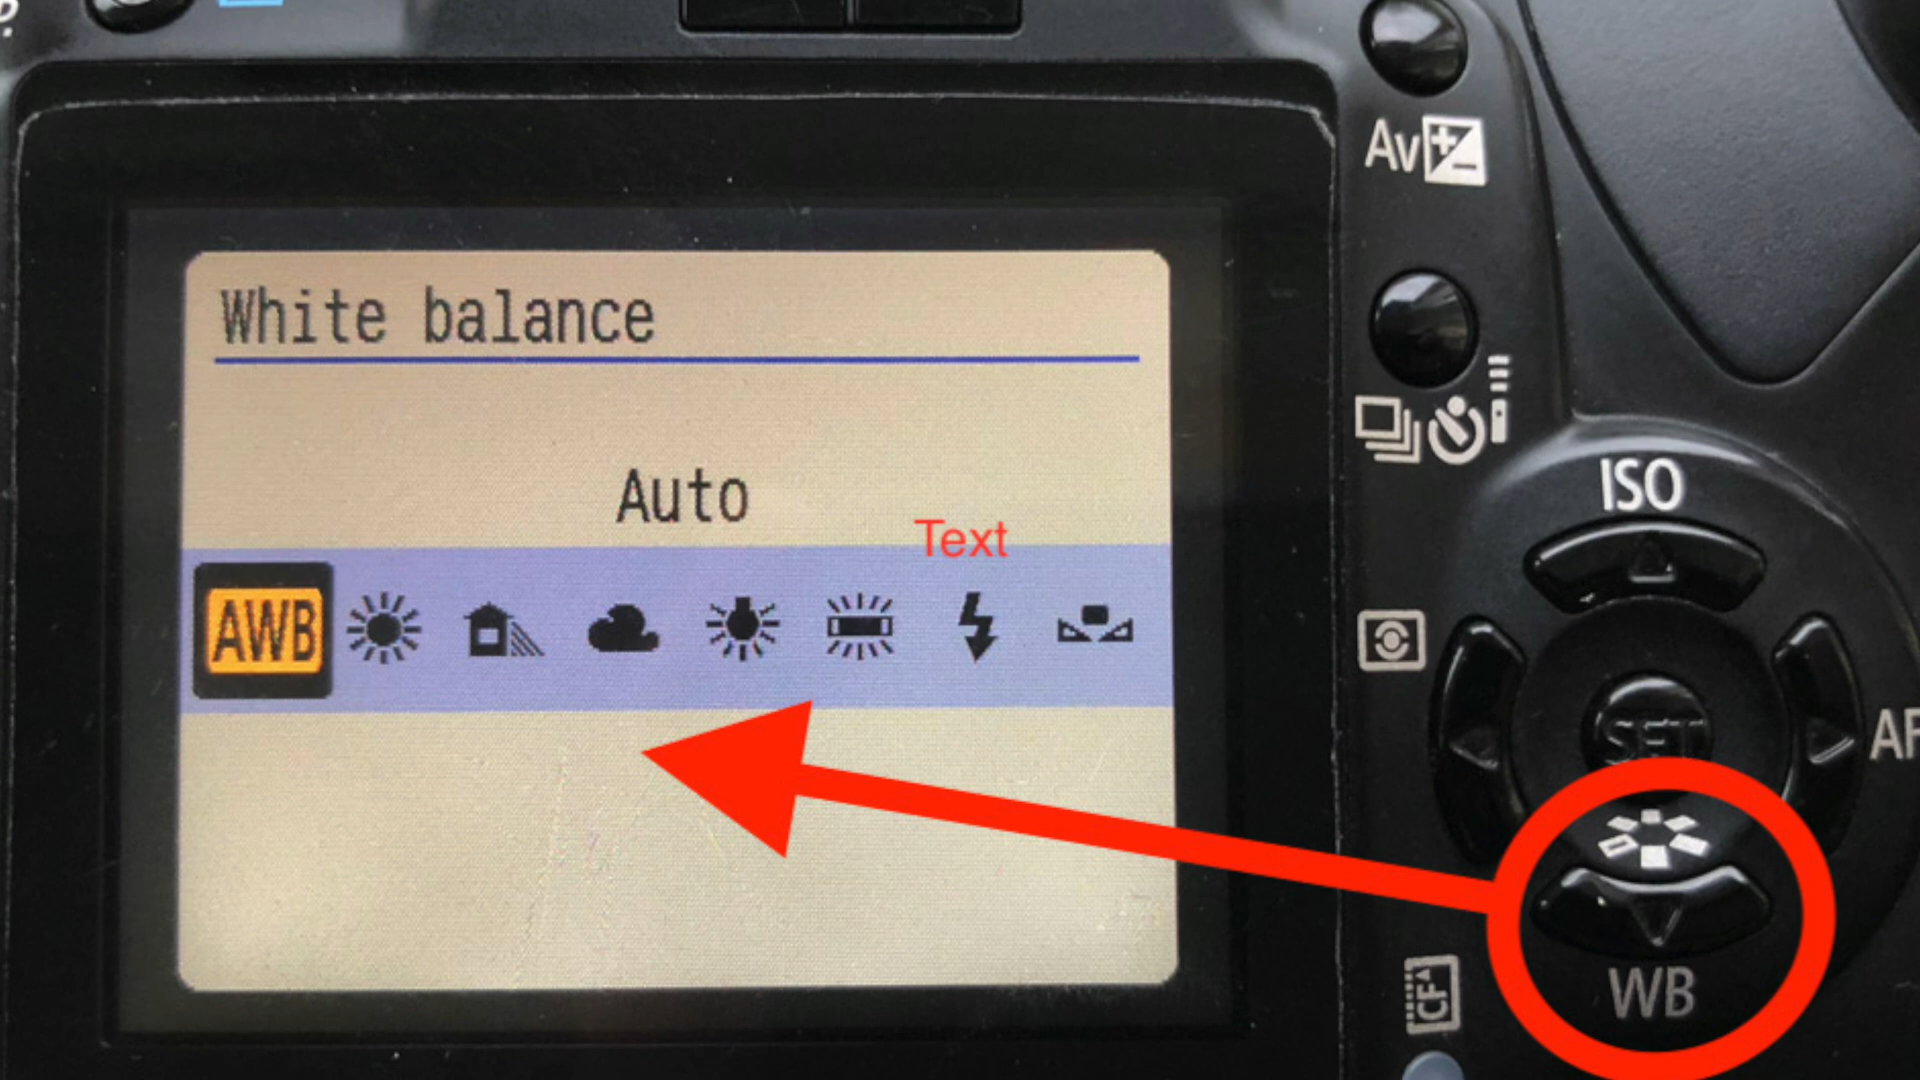 White balance
Auto
Text
AWB
Av
ISO
SET
AF
WB
CF